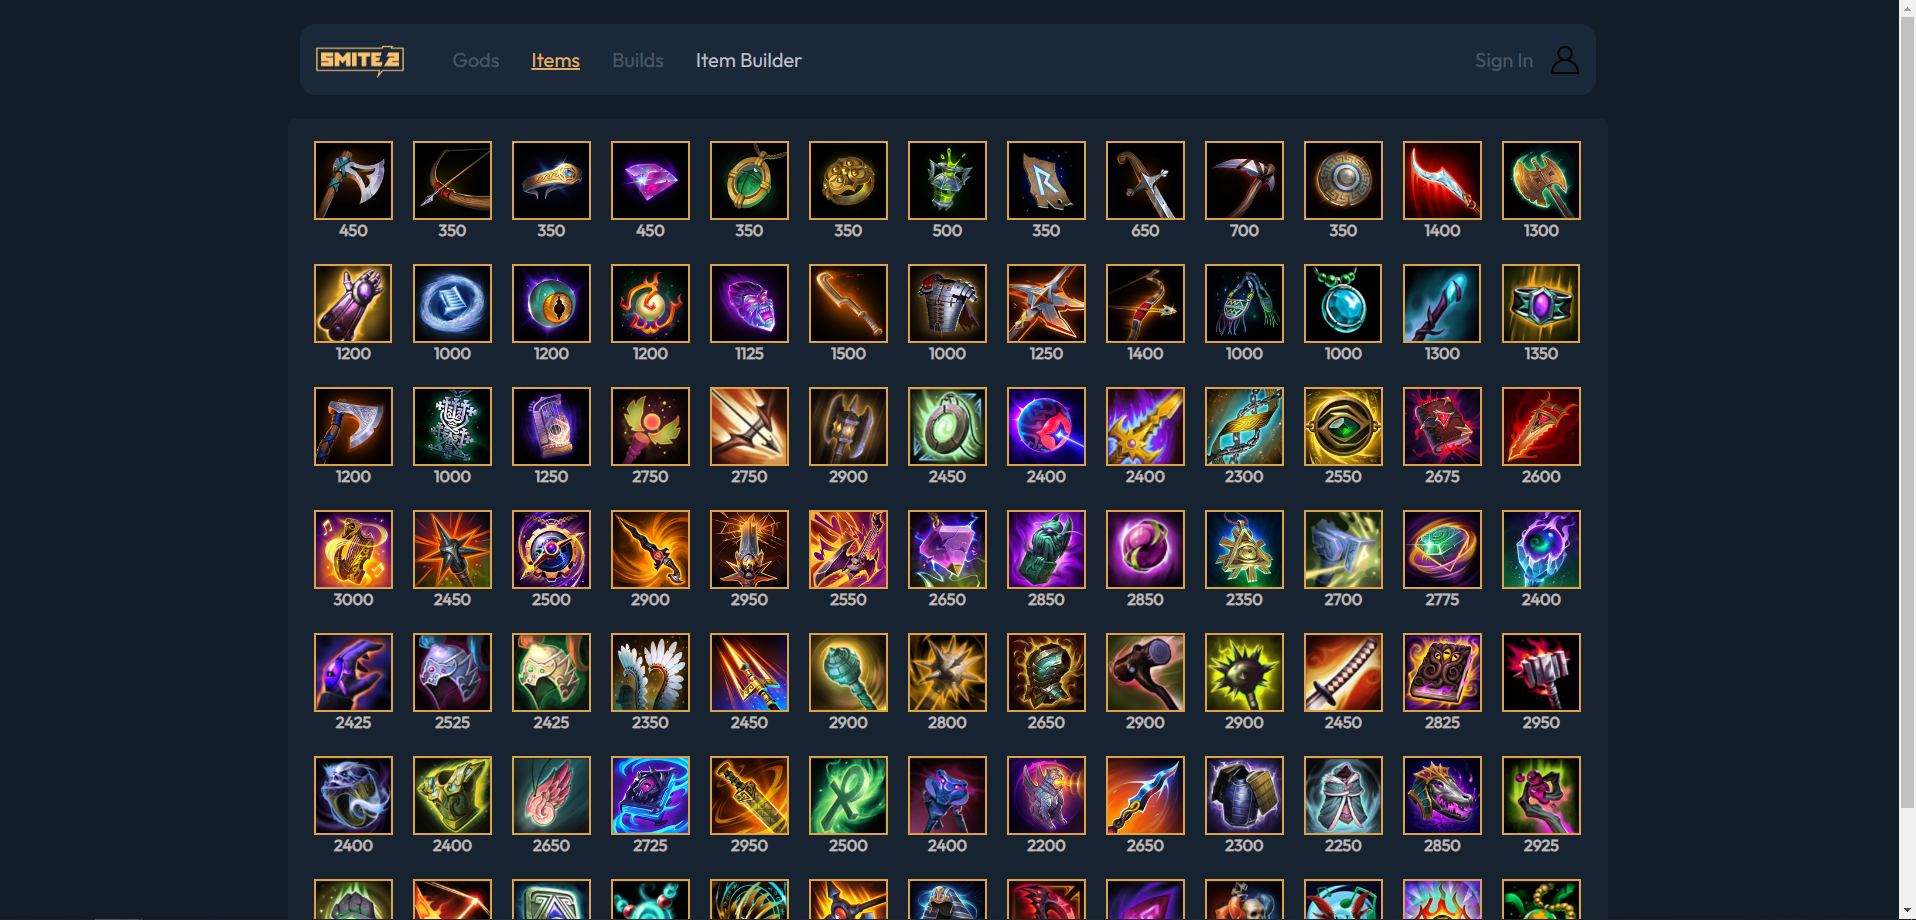 SMITE 2 Gods Items Builds Item Builder Sign In
450 350 350 450 350 350 500 350 650 700 350 1400 1300
1200 1000 1200 1200 1125 1500 1000 1250 1400 1000 1000 1300 1350
1200 1000 1250 2750 2750 2900 2450 2400 2400 2300 2550 2675 2600
3000 2450 2500 2900 2950 2550 2650 2850 2850 2350 2700 2775 2400
2425 2525 2425 2350 2450 2900 2800 2650 2900 2900 2450 2825 2950
2400 2400 2650 2725 2950 2500 2400 2200 2650 2300 2250 2850 2925